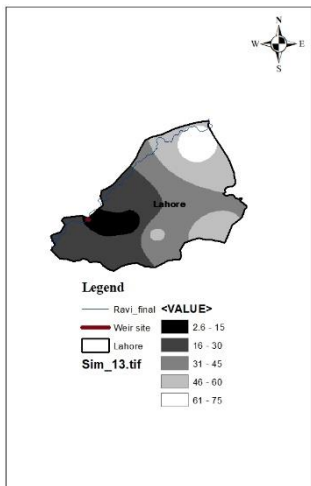 N
W E
S
Lahore
Legend
Ravi_final
Weir site
Lahore
Sim_13.tif
<VALUE>
2.6 - 15
16 - 30
31 - 45
46 - 60
61 - 75